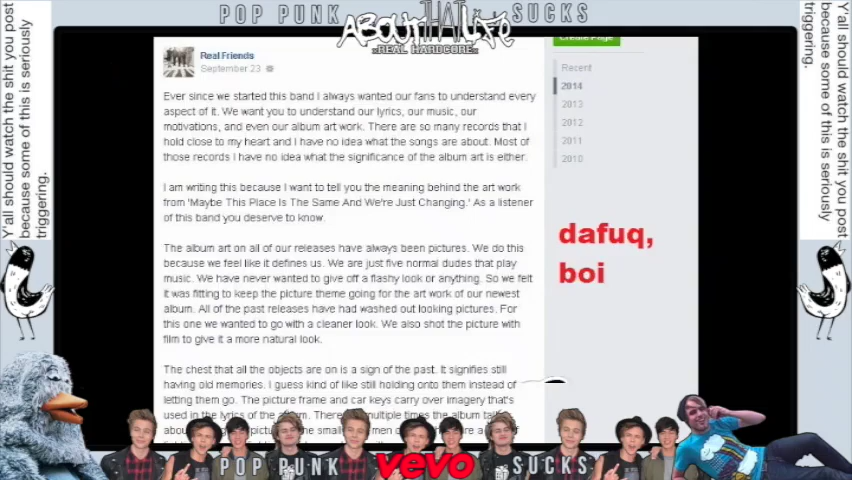 POP PUNK SUCKS
ABOUT THAT LIFE
xREAL HARDCOREx
Y'all should watch the shit you post
because some of this is seriously
triggering.
Real Friends
September 23
Ever since we started this band I always wanted our fans to understand every
aspect of it. We want you to understand our lyrics, our music, our
motivations, and even our album art work. There are so many records that I
hold close to my heart and I have no idea what the songs are about. Most of
those records I have no idea what the significance of the album art is either.
I am writing this because I want to tell you the meaning behind the art work
from 'Maybe This Place Is The Same And We're Just Changing.' As a listener
of this band you deserve to know.
The album art on all of our releases have always been pictures. We do this
because we feel like it defines us. We are just five normal dudes that play
music. We have never wanted to give off a flashy look or anything. So we felt
it was fitting to keep the picture theme going for the art work of our newest
album. All of the past releases have had washed out looking pictures. For
this one we wanted to go with a cleaner look. We also shot the picture with
film to give it a more natural look.
The chest that all the objects are on is a sign of the past. It signifies still
having old memories. I guess kind of like still holding onto them instead of
letting them go. The picture frame and car keys carry over imagery that's
used in the lyrics of the album. There multiple times the album
Create Page
Recent
2014
2013
2012
2011
2010
dafuq,
boi
Y'all should watch the shit you post
because some of this is seriously
triggering.
POP PUNK vevo SUCKS